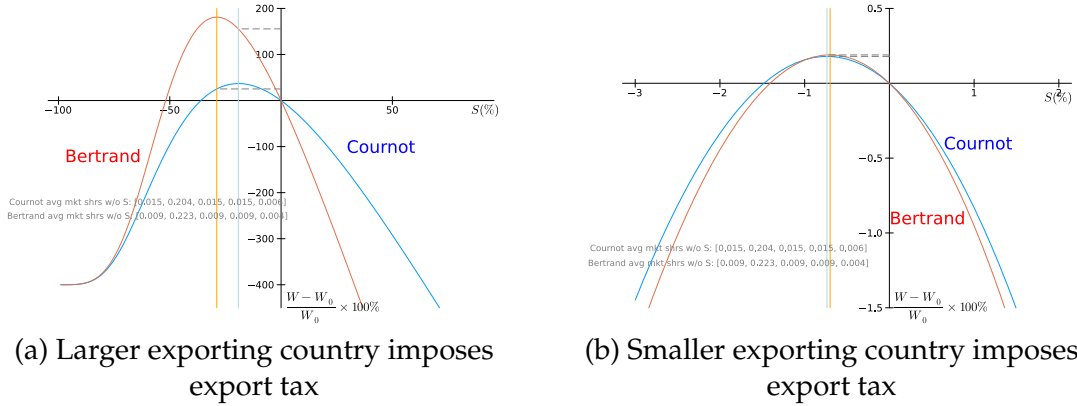 200
100
−100
−50
50
S(%)
Bertrand
Cournot
−100
Cournot avg mkt shrs w/o S: [0.015, 0.204, 0.015, 0.015, 0.006]
−200
Bertrand avg mkt shrs w/o S: [0.009, 0.223, 0.009, 0.009, 0.004]
−300
−400
W − W₀
/W₀ × 100%
(a) Larger exporting country imposes
export tax
0.5
−3
−2
−1
1
2
S(%)
Cournot
−0.5
Bertrand
−1.0
Cournot avg mkt shrs w/o S: [0.015, 0.204, 0.015, 0.015, 0.006]
Bertrand avg mkt shrs w/o S: [0.009, 0.223, 0.009, 0.009, 0.004]
−1.5
W − W₀
/W₀ × 100%
(b) Smaller exporting country imposes
export tax